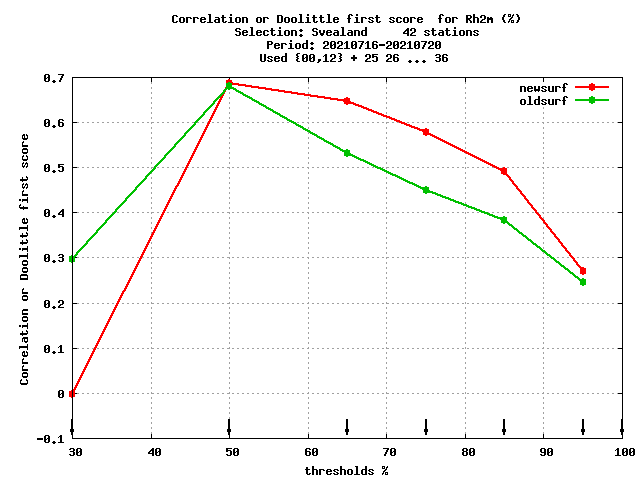 Correlation or Doolittle first score  for Rh2m (%)
Selection: Svealand     42 stations
Period: 20210716-20210720
Used {00,12} + 25 26 ... 36
newsurf
oldsurf
Correlation or Doolittle first score
0.7
0.6
0.5
0.4
0.3
0.2
0.1
0
-0.1
30 40 50 60 70 80 90 100
thresholds %